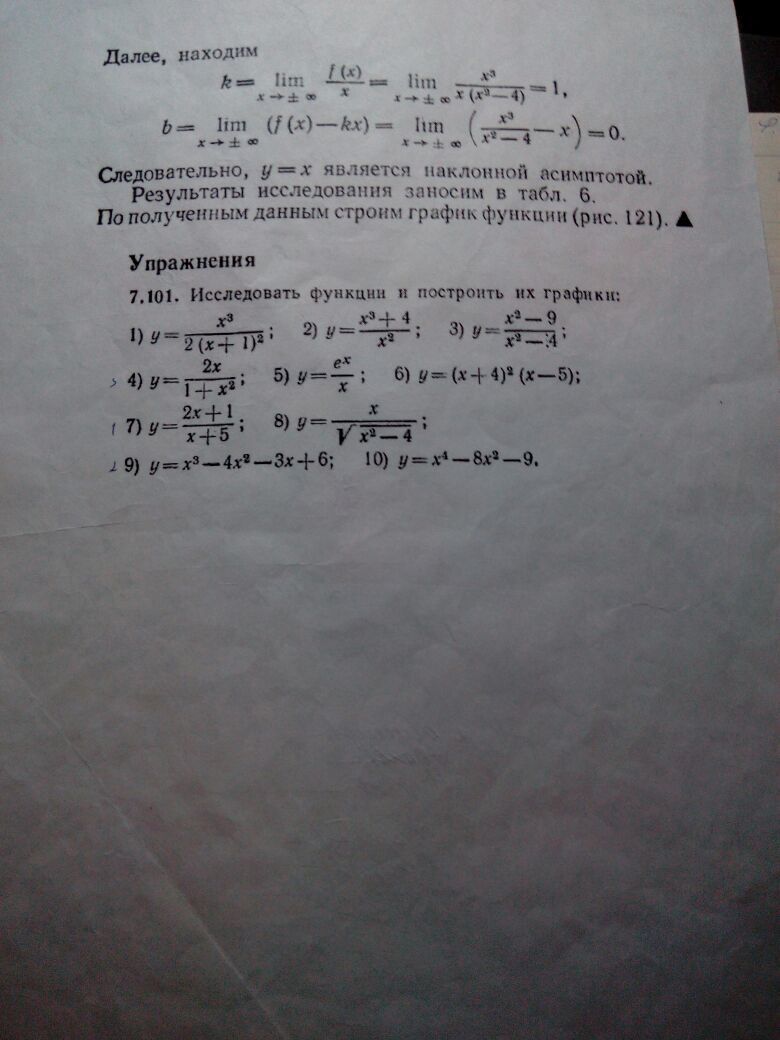 Далее, находим
k = lim x → ± ∞ f (x) / x = lim x → ± ∞ x³ / x (x² — 4) = 1,
b = lim x → ± ∞ (f (x) — kx) = lim x → ± ∞ (x³ / x² — 4 — x) = 0.
Следовательно, y = x является наклонной асимптотой.
Результаты исследования заносим в табл. 6.
По полученным данным строим график функции (рис. 121). ▲
Упражнения
7.101. Исследовать функции и построить их графики:
1) y = x³ / 2 (x + 1)²; 2) y = x³ + 4 / x²; 3) y = x² — 9 / x² — 4;
4) y = 2x / 1 + x²; 5) y = eˣ / x; 6) y = (x + 4)² (x — 5);
7) y = 2x + 1 / x + 5; 8) y = x / √x² — 4;
9) y = x³ — 4x² — 3x + 6; 10) y = x⁴ — 8x² — 9.